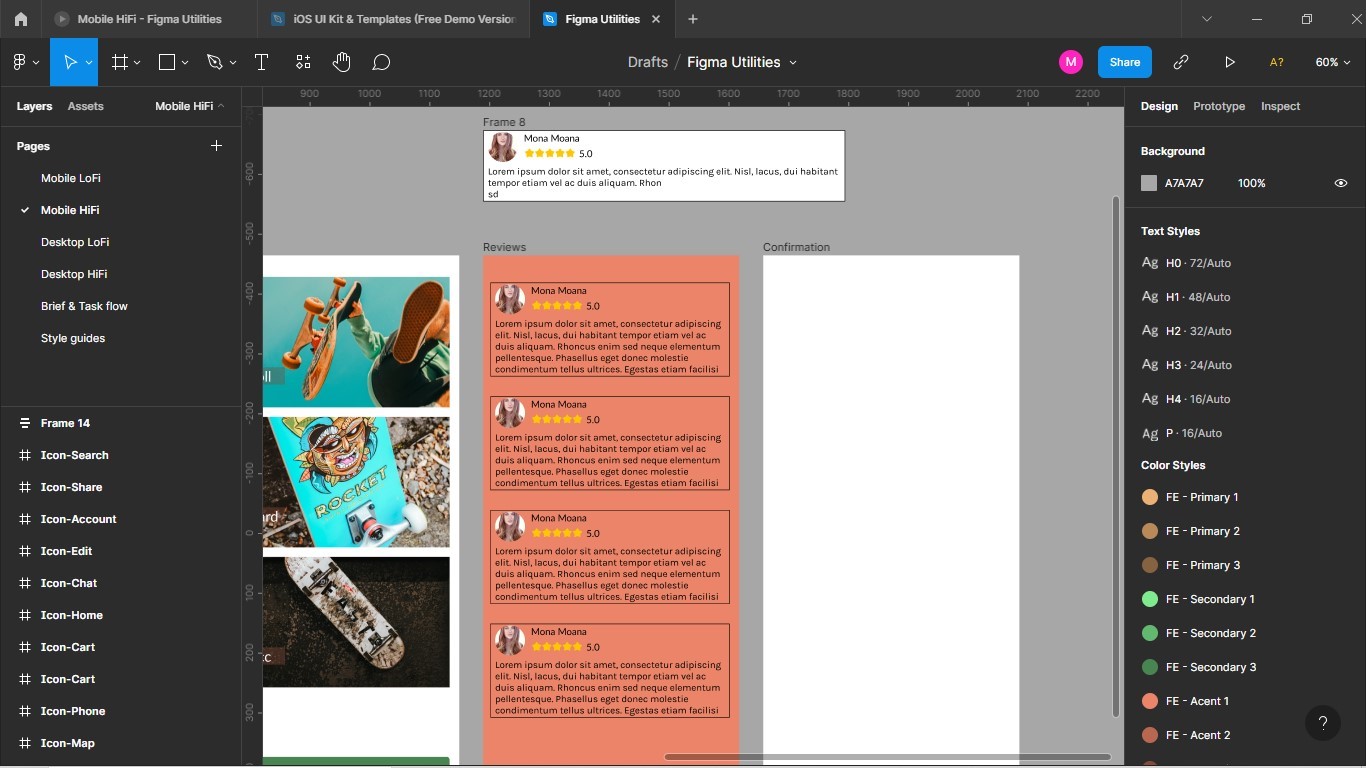 Mobile HiFi - Figma Utilities
iOS UI Kit & Templates (Free Demo Version
Figma Utilities
Drafts / Figma Utilities
M
Share
A?
60%
Layers
Assets
Mobile HiFi
Pages
Mobile LoFi
Mobile HiFi
Desktop LoFi
Desktop HiFi
Brief & Task flow
Style guides
Frame 14
Icon-Search
Icon-Share
Icon-Account
Icon-Edit
Icon-Chat
Icon-Home
Icon-Cart
Icon-Cart
Icon-Phone
Icon-Map
900 1000 1100 1200 1300 1400 1500 1600 1700 1800 1900 2000 2100 2200
-600
-500
-400
-300
-200
-100
0
100
200
300
Frame 8
Mona Moana
5.0
Lorem ipsum dolor sit amet, consectetur adipiscing elit. Nisl, lacus, dui habitant
tempor etiam vel ac duis aliquam. Rhon
sd
ROCKET
Reviews
Mona Moana
5.0
Lorem ipsum dolor sit amet, consectetur adipiscing
elit. Nisl, lacus, dui habitant tempor etiam vel ac
duis aliquam. Rhoncus enim sed neque elementum
pellentesque. Phasellus eget donec molestie
condimentum tellus ultrices. Egestas etiam facilisi
Mona Moana
5.0
Lorem ipsum dolor sit amet, consectetur adipiscing
elit. Nisl, lacus, dui habitant tempor etiam vel ac
duis aliquam. Rhoncus enim sed neque elementum
pellentesque. Phasellus eget donec molestie
condimentum tellus ultrices. Egestas etiam facilisi
Mona Moana
5.0
Lorem ipsum dolor sit amet, consectetur adipiscing
elit. Nisl, lacus, dui habitant tempor etiam vel ac
duis aliquam. Rhoncus enim sed neque elementum
pellentesque. Phasellus eget donec molestie
condimentum tellus ultrices. Egestas etiam facilisi
Mona Moana
5.0
Lorem ipsum dolor sit amet, consectetur adipiscing
elit. Nisl, lacus, dui habitant tempor etiam vel ac
duis aliquam. Rhoncus enim sed neque elementum
pellentesque. Phasellus eget donec molestie
condimentum tellus ultrices. Egestas etiam facilisi
Confirmation
Design
Prototype
Inspect
Background
A7A7A7
100%
Text Styles
Ag H0 · 72/Auto
Ag H1 · 48/Auto
Ag H2 · 32/Auto
Ag H3 · 24/Auto
Ag H4 · 16/Auto
Ag P · 16/Auto
Color Styles
FE - Primary 1
FE - Primary 2
FE - Primary 3
FE - Secondary 1
FE - Secondary 2
FE - Secondary 3
FE - Acent 1
FE - Acent 2
?